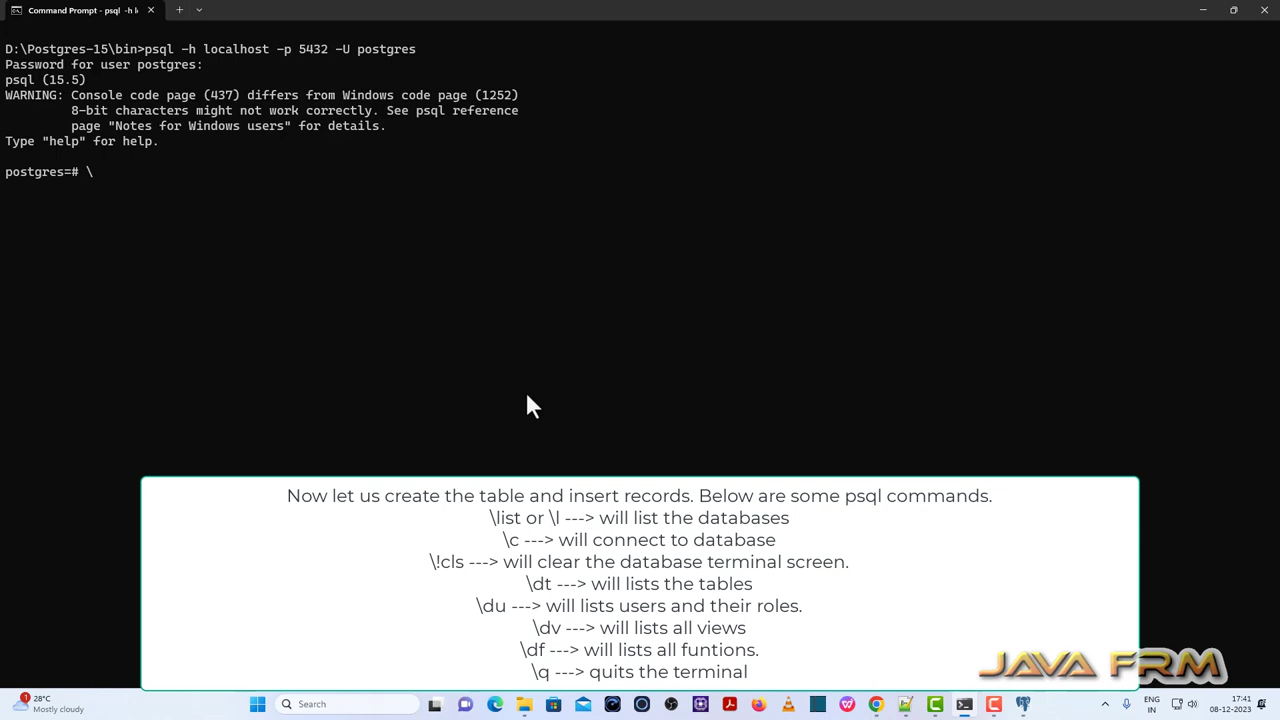 Command Prompt - psql -h l
D:\Postgres-15\bin>psql -h localhost -p 5432 -U postgres
Password for user postgres:
psql (15.5)
WARNING: Console code page (437) differs from Windows code page (1252)
8-bit characters might not work correctly. See psql reference
page "Notes for Windows users" for details.
Type "help" for help.
postgres=# \
Now let us create the table and insert records. Below are some psql commands.
\list or \l ---> will list the databases
\c ---> will connect to database
\!cls ---> will clear the database terminal screen.
\dt ---> will lists the tables
\du ---> will lists users and their roles.
\dv ---> will lists all views
\df ---> will lists all funtions.
\q ---> quits the terminal
JAVA FRM
1
28°C
Mostly cloudy
Search
ENG
IN
17:41
08-12-2023